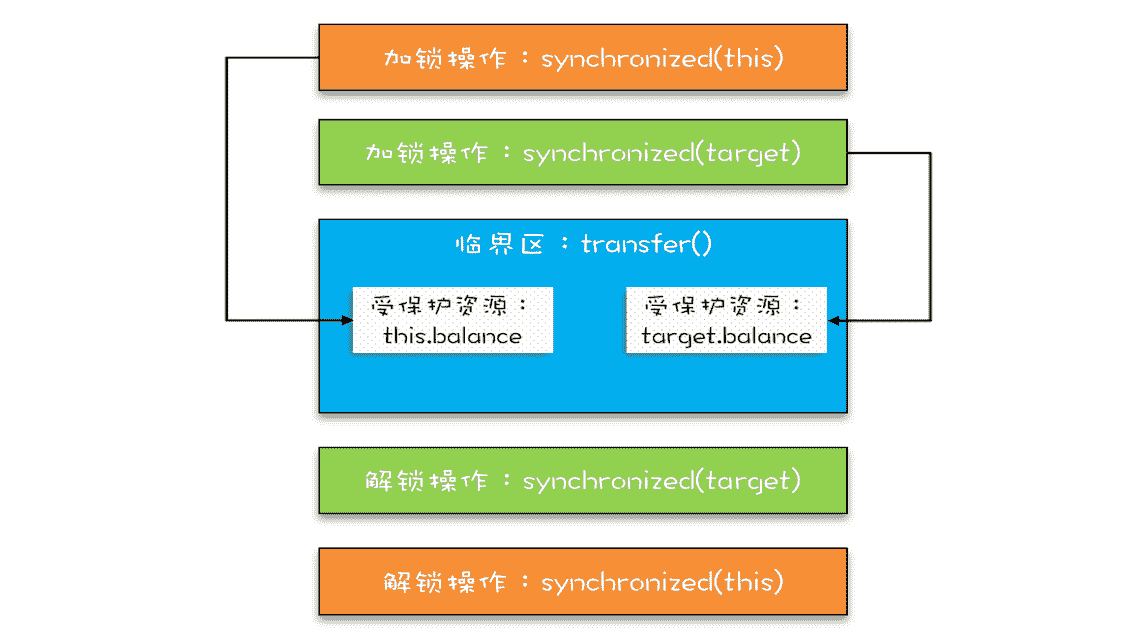 加锁操作：synchronized(this)
加锁操作：synchronized(target)
临界区：transfer()
受保护资源：
this.balance
受保护资源：
target.balance
解锁操作：synchronized(target)
解锁操作：synchronized(this)